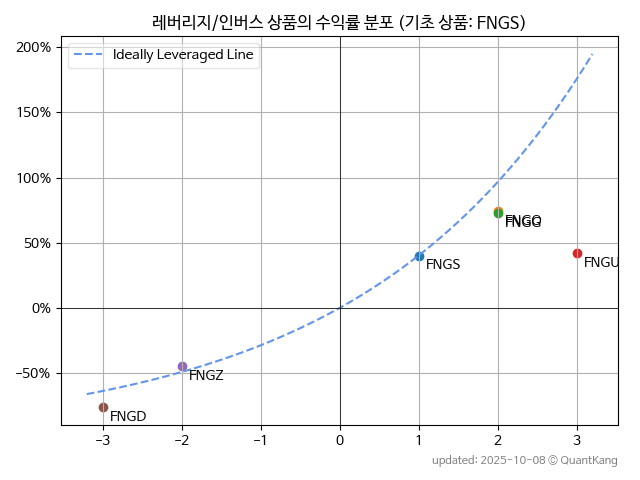 레버리지/인버스 상품의 수익률 분포 (기초 상품: FNGS)
Ideally Leveraged Line
200%
150%
100%
50%
0%
−50%
FNGO
FNGG
FNGS
FNGU
FNGZ
FNGD
−3 −2 −1 0 1 2 3
updated: 2025-10-08 © QuantKang